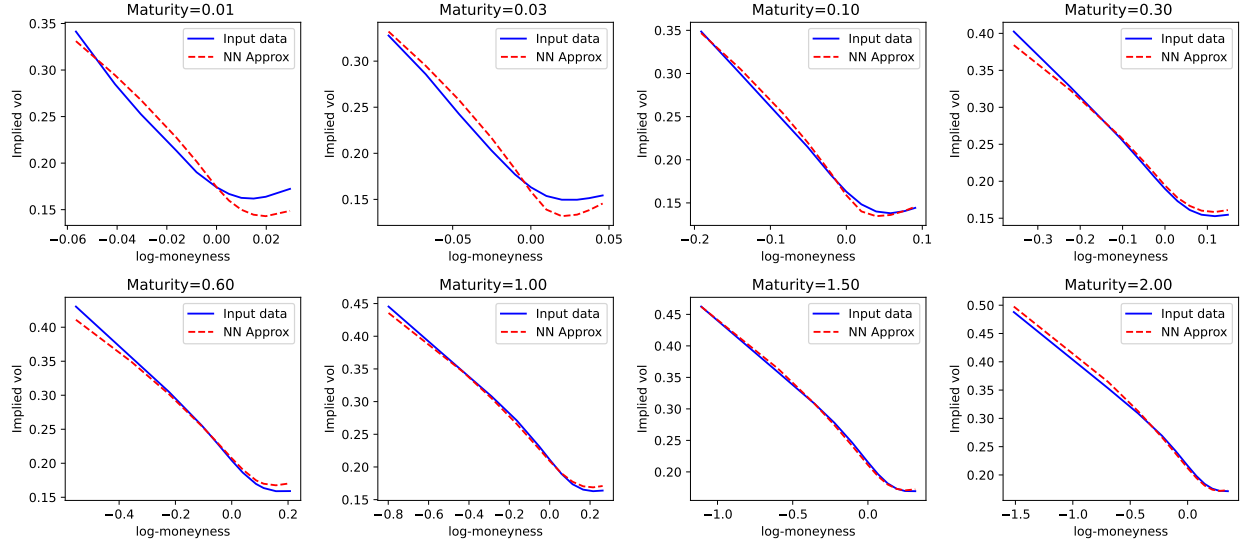 Maturity=0.01
0.35
0.30
0.25
0.20
0.15
Implied vol
Input data
NN Approx
−0.06
−0.04
−0.02
0.00
0.02
log-moneyness
Maturity=0.03
0.30
0.25
0.20
0.15
Implied vol
Input data
NN Approx
−0.05
0.00
0.05
log-moneyness
Maturity=0.10
0.35
0.30
0.25
0.20
0.15
Implied vol
Input data
NN Approx
−0.2
−0.1
0.0
0.1
log-moneyness
Maturity=0.30
0.40
0.35
0.30
0.25
0.20
0.15
Implied vol
Input data
NN Approx
−0.3
−0.2
−0.1
0.0
0.1
log-moneyness
Maturity=0.60
0.40
0.35
0.30
0.25
0.20
0.15
Implied vol
Input data
NN Approx
−0.4
−0.2
0.0
0.2
log-moneyness
Maturity=1.00
0.45
0.40
0.35
0.30
0.25
0.20
0.15
Implied vol
Input data
NN Approx
−0.8
−0.6
−0.4
−0.2
0.0
0.2
log-moneyness
Maturity=1.50
0.45
0.40
0.35
0.30
0.25
0.20
Implied vol
Input data
NN Approx
−1.0
−0.5
0.0
log-moneyness
Maturity=2.00
0.50
0.45
0.40
0.35
0.30
0.25
0.20
Implied vol
Input data
NN Approx
−1.5
−1.0
−0.5
0.0
log-moneyness